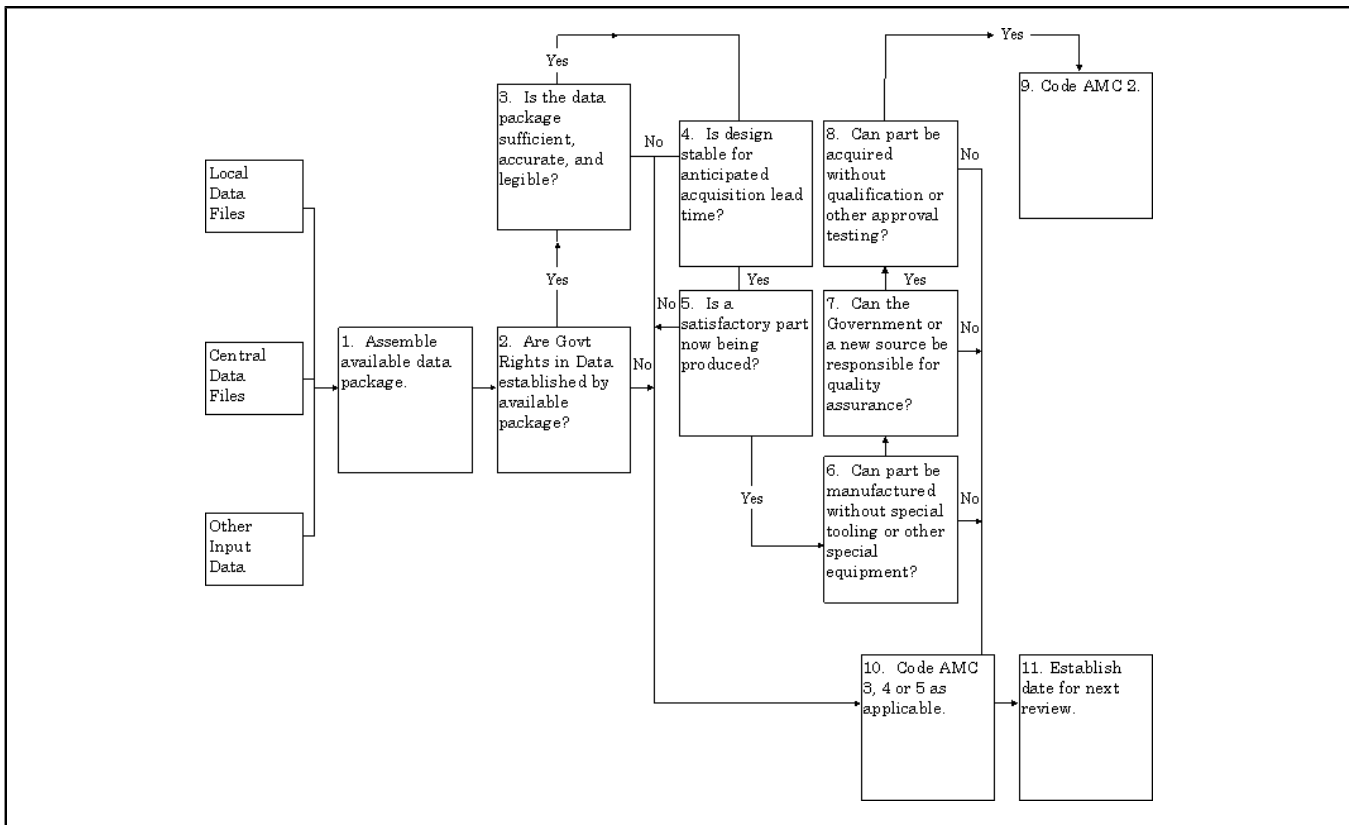 Local
Data
Files
Central
Data
Files
Other
Input
Data
1. Assemble
available data
package.
2. Are Govt
Rights in Data
established by
available
package?
Yes
No
3. Is the data
package
sufficient,
accurate, and
legible?
Yes
No
4. Is design
stable for
anticipated
acquisition lead
time?
Yes
No
5. Is a
satisfactory part
now being
produced?
Yes
6. Can part be
manufactured
without special
tooling or other
special
equipment?
No
7. Can the
Government or
a new source be
responsible for
quality
assurance?
No
Yes
8. Can part be
acquired
without
qualification or
other approval
testing?
No
Yes
9. Code AMC 2.
10. Code AMC
3, 4 or 5 as
applicable.
11. Establish
date for next
review.